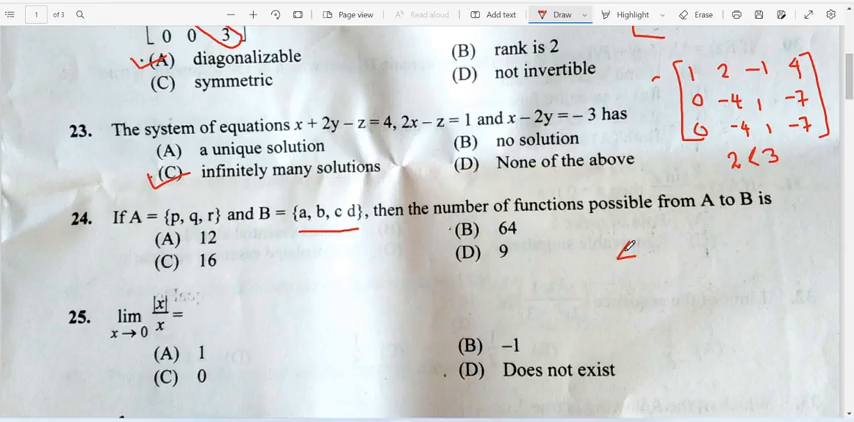 1 of 3 Page view Read aloud Add text Draw Highlight Erase
[0 0 3]
(A) diagonalizable (B) rank is 2
(C) symmetric (D) not invertible
~ [1 2 -1 4
0 -4 1 -7
0 -4 1 -7]
2 < 3
23. The system of equations x + 2y – z = 4, 2x – z = 1 and x – 2y = – 3 has
(A) a unique solution (B) no solution
(C) infinitely many solutions (D) None of the above
24. If A = {p, q, r} and B = {a, b, c d}, then the number of functions possible from A to B is
(A) 12 (B) 64
(C) 16 (D) 9
25. lim x→0 |x|/x =
(A) 1 (B) –1
(C) 0 (D) Does not exist